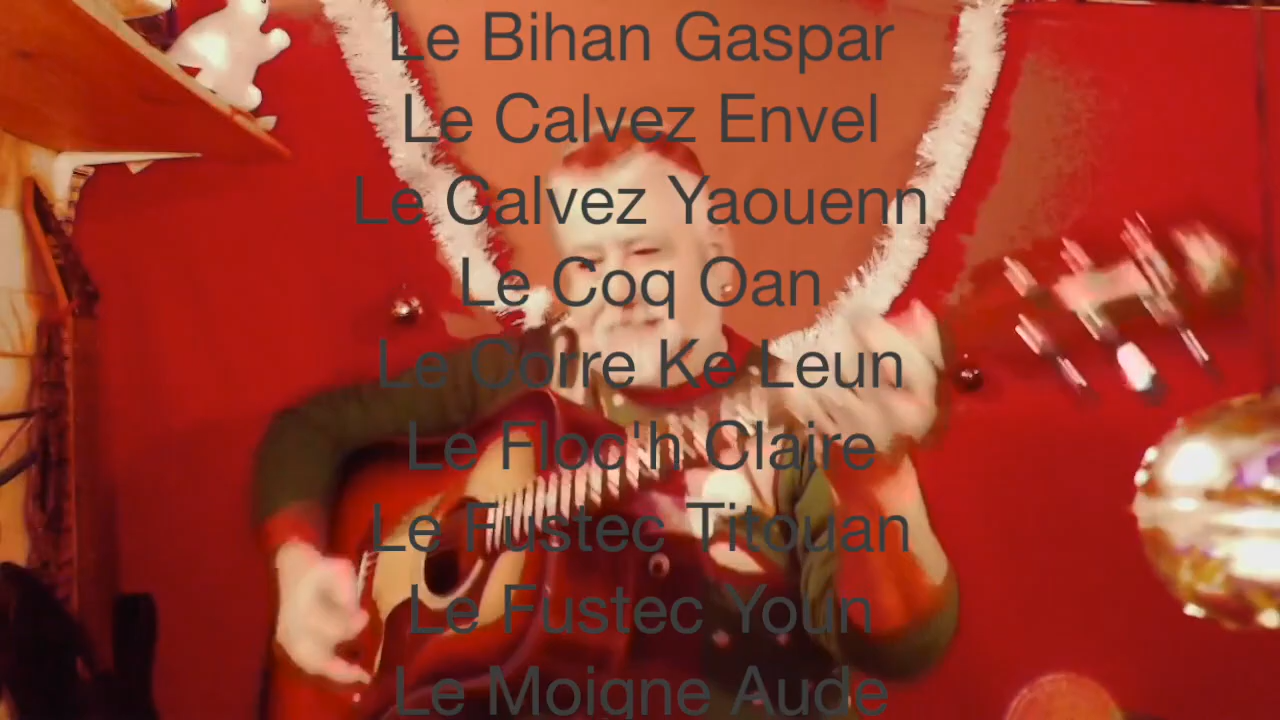 Le Bihan Gaspar
Le Calvez Envel
Le Calvez Yaouenn
Le Coq Oan
Le Corre Ke Leun
Le Floc'h Claire
Le Fustec Titouan
Le Fustec Youn
Le Moigne Aude